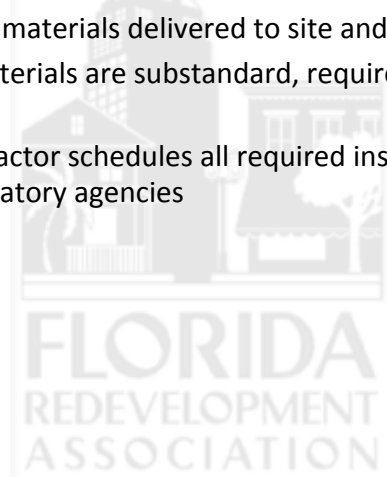 materials delivered to site and
terials are substandard, require
actor schedules all required ins
atory agencies
FLORIDA
REDEVELOPMENT
ASSOCIATION